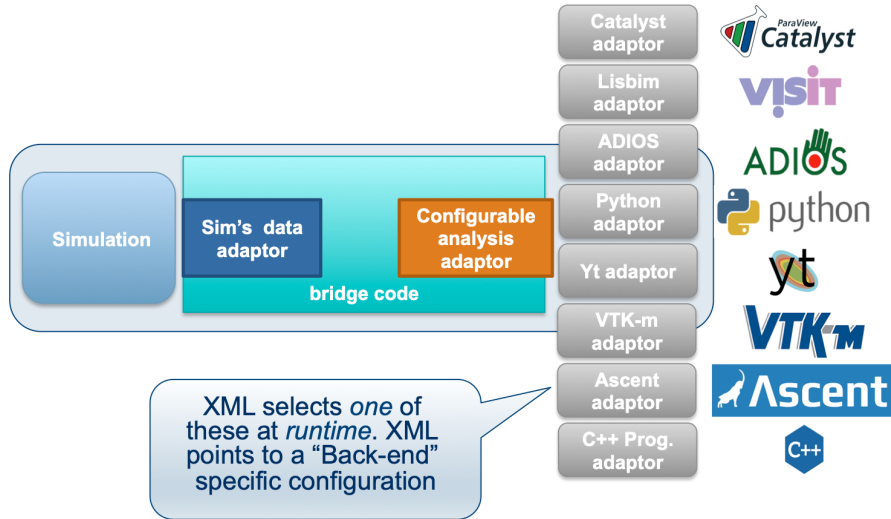 Catalyst
adaptor
ParaView
Catalyst
Lisbim
adaptor
VisIT
ADIOS
adaptor
ADIOS
Simulation
Sim's data
adaptor
Configurable
analysis
adaptor
bridge code
Python
adaptor
python
Yt adaptor
yt
VTK-m
adaptor
VTK-m
XML selects one of
these at runtime. XML
points to a “Back-end”
specific configuration
Ascent
adaptor
Ascent
C++ Prog.
adaptor
C++